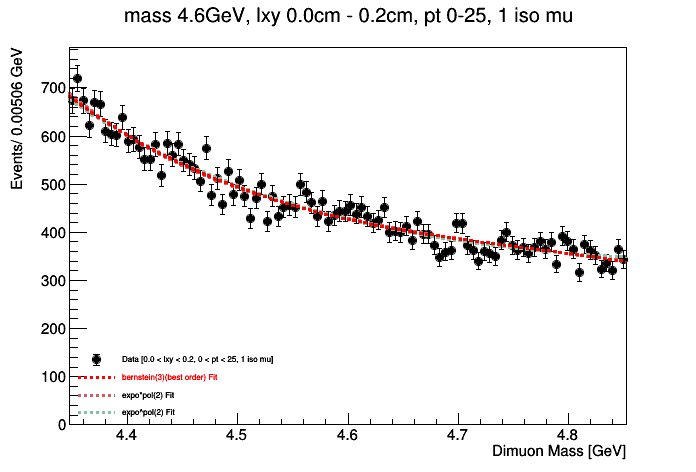 mass 4.6GeV, lxy 0.0cm - 0.2cm, pt 0-25, 1 iso mu
Events/ 0.00506 GeV
700
600
500
400
300
200
100
0
Data [0.0 < lxy < 0.2, 0 < pt < 25, 1 iso mu]
bernstein(3)(best order) Fit
expo*pol(2) Fit
expo^pol(2) Fit
4.4 4.5 4.6 4.7 4.8
Dimuon Mass [GeV]